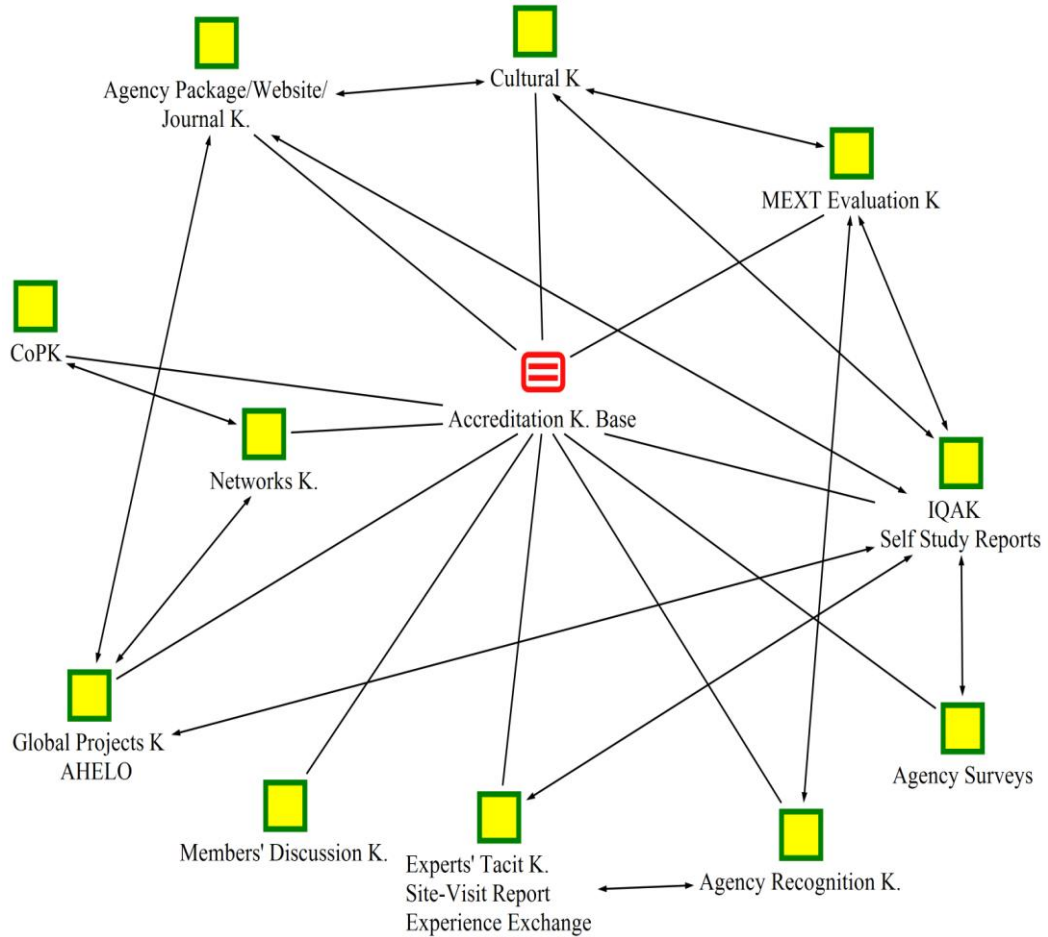 Cultural K
Agency Package/Website/
Journal K.
MEXT Evaluation K
CoPK
Accreditation K. Base
Networks K.
IQAK
Self Study Reports
Global Projects K
AHELO
Agency Surveys
Members' Discussion K.
Experts' Tacit K.
Site-Visit Report
Experience Exchange
Agency Recognition K.